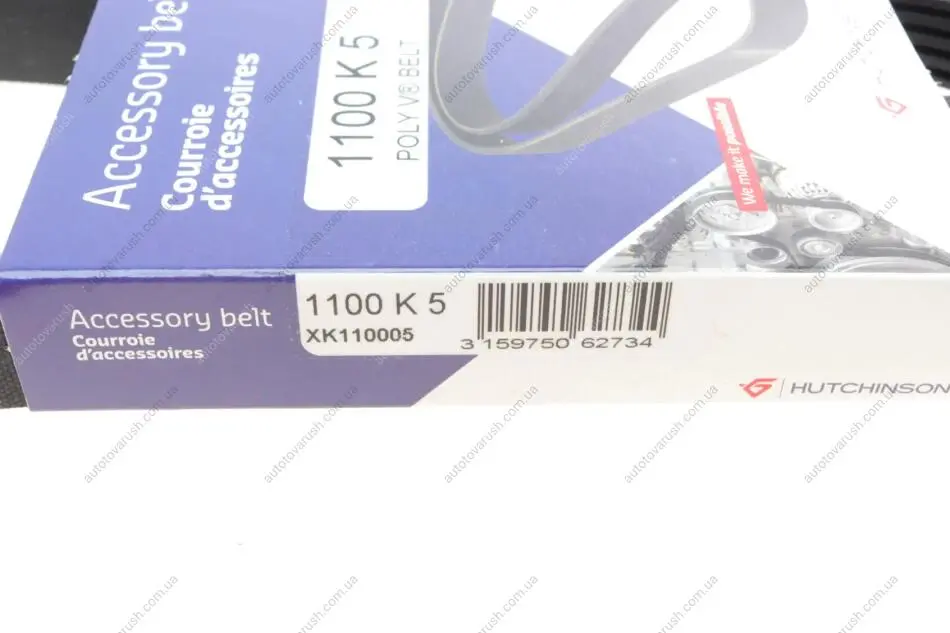 Accessory be
Courroie
d'accessoires
1100 K 5
POLY V® BELT
We make it possible
Accessory belt
Courroie
d'accessoires
1100 K 5
XK110005
3 159750 62734
HUTCHINSON
autotovarush.com.ua